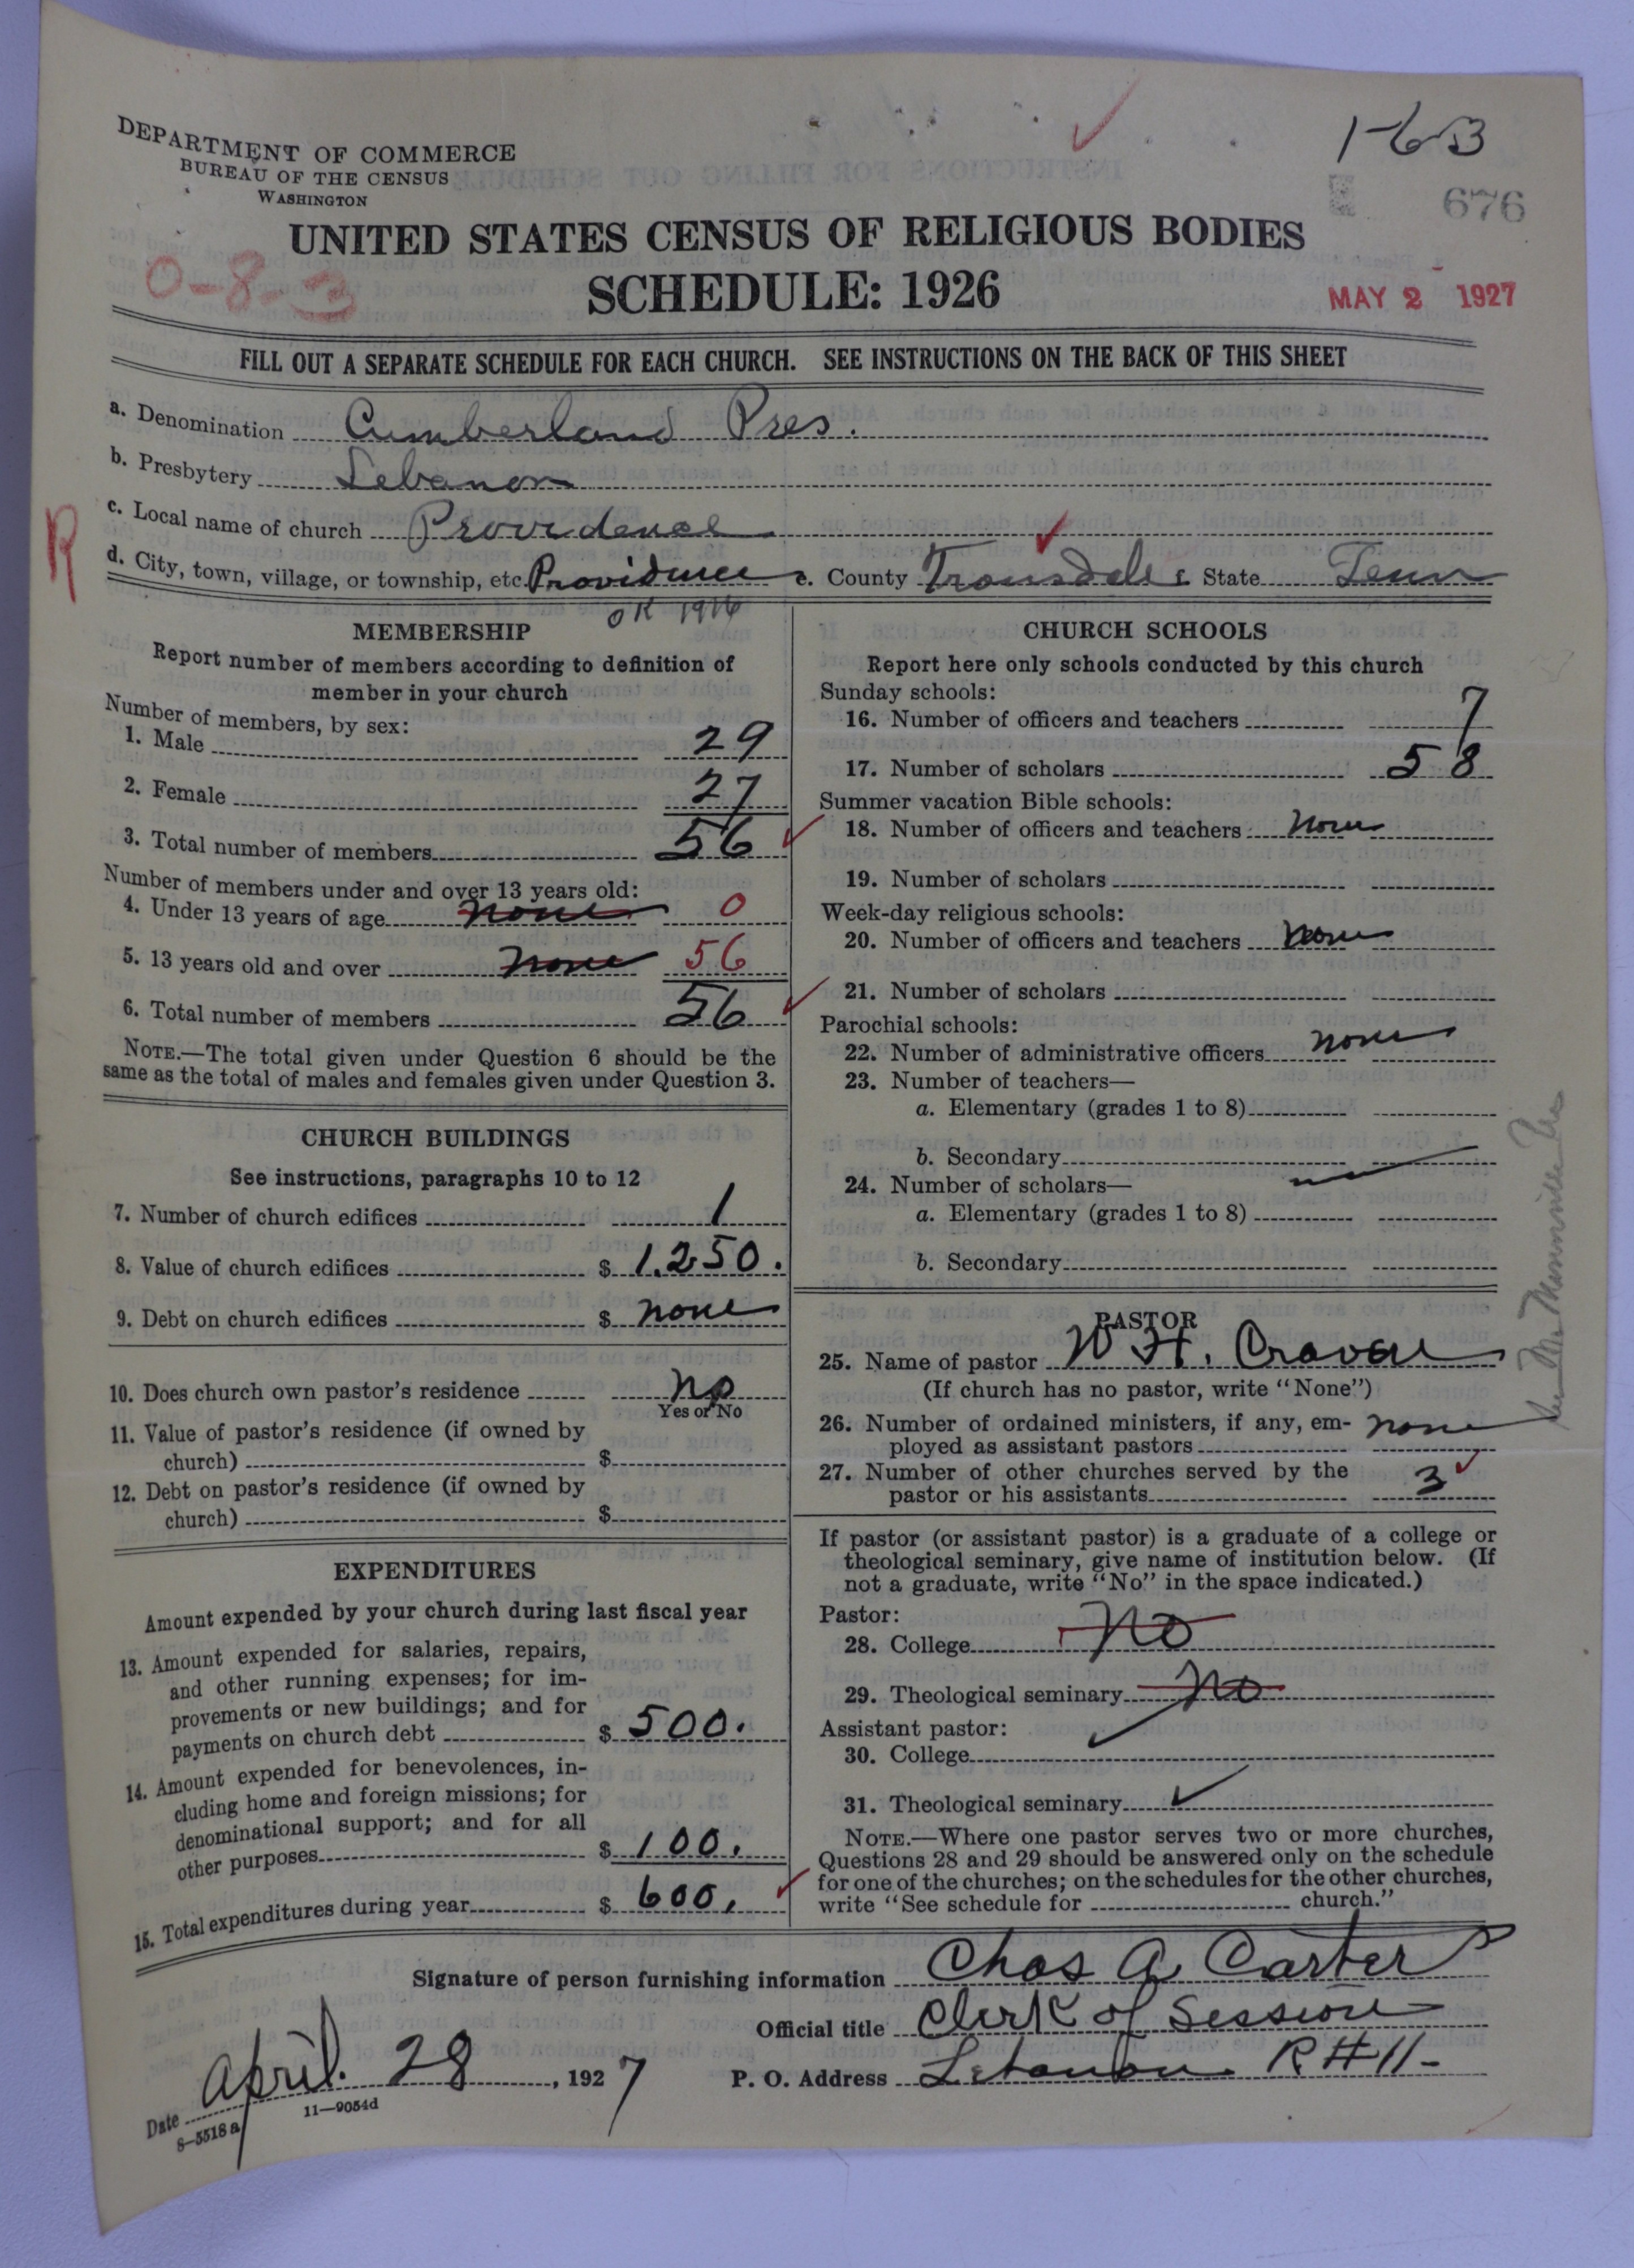 1-63
676
DEPARTMENT OF COMMERCE
BUREAU OF THE CENSUS
WASHINGTON
UNITED STATES CENSUS OF RELIGIOUS BODIES
SCHEDULE: 1926
0-8-3
MAY 2 1927
FILL OUT A SEPARATE SCHEDULE FOR EACH CHURCH. SEE INSTRUCTIONS ON THE BACK OF THIS SHEET
a. Denomination Cumberland Pres.
b. Presbytery Lebanon
c. Local name of church Providence
R
d. City, town, village, or township, etc. Providence e. County Trousdale f. State Tenn
OK 1916
MEMBERSHIP
Report number of members according to definition of
member in your church
Number of members, by sex:
1. Male 29
2. Female 27
3. Total number of members 56
Number of members under and over 13 years old:
4. Under 13 years of age none 0
5. 13 years old and over none 56
6. Total number of members 56
NOTE.—The total given under Question 6 should be the
same as the total of males and females given under Question 3.
CHURCH BUILDINGS
See instructions, paragraphs 10 to 12
7. Number of church edifices 1
8. Value of church edifices $ 1.250.
9. Debt on church edifices $ none
10. Does church own pastor's residence no
Yes or No
11. Value of pastor's residence (if owned by
church) $
12. Debt on pastor's residence (if owned by
church) $
EXPENDITURES
Amount expended by your church during last fiscal year
13. Amount expended for salaries, repairs,
and other running expenses; for im-
provements or new buildings; and for
payments on church debt $ 500.
14. Amount expended for benevolences, in-
cluding home and foreign missions; for
denominational support; and for all
other purposes $ 100.
15. Total expenditures during year $ 600.
CHURCH SCHOOLS
Report here only schools conducted by this church
Sunday schools:
16. Number of officers and teachers 7
17. Number of scholars 58
Summer vacation Bible schools:
18. Number of officers and teachers none
19. Number of scholars
Week-day religious schools:
20. Number of officers and teachers none
21. Number of scholars
Parochial schools:
22. Number of administrative officers none
23. Number of teachers—
a. Elementary (grades 1 to 8)
b. Secondary
24. Number of scholars—
a. Elementary (grades 1 to 8)
b. Secondary
PASTOR
25. Name of pastor W. H. Craven
(If church has no pastor, write "None")
26. Number of ordained ministers, if any, em-
ployed as assistant pastors none
27. Number of other churches served by the
pastor or his assistants 3
If pastor (or assistant pastor) is a graduate of a college or
theological seminary, give name of institution below. (If
not a graduate, write "No" in the space indicated.)
Pastor:
28. College No
29. Theological seminary No
Assistant pastor:
30. College
31. Theological seminary
NOTE.—Where one pastor serves two or more churches,
Questions 28 and 29 should be answered only on the schedule
for one of the churches; on the schedules for the other churches,
write "See schedule for church."
Signature of person furnishing information Chas A Carter
Official title Clerk of Session
Date April. 28, 1927 P. O. Address Lebanon R#11-
8-5518 a 11—9054d